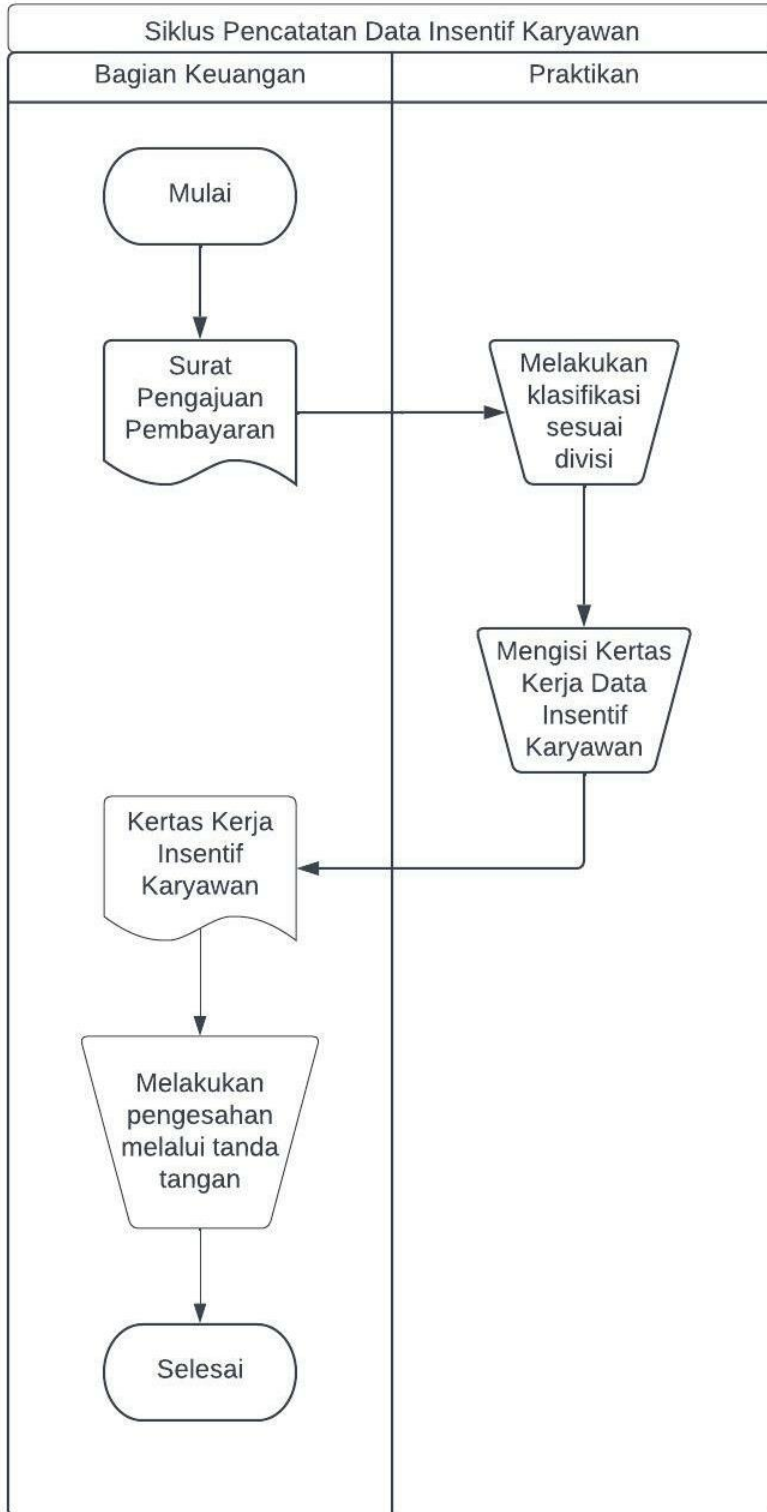 Siklus Pencatatan Data Insentif Karyawan
Bagian Keuangan
Praktikan
Mulai
Surat
Pengajuan
Pembayaran
Melakukan
klasifikasi
sesuai
divisi
Mengisi Kertas
Kerja Data
Insentif
Karyawan
Kertas Kerja
Insentif
Karyawan
Melakukan
pengesahan
melalui tanda
tangan
Selesai